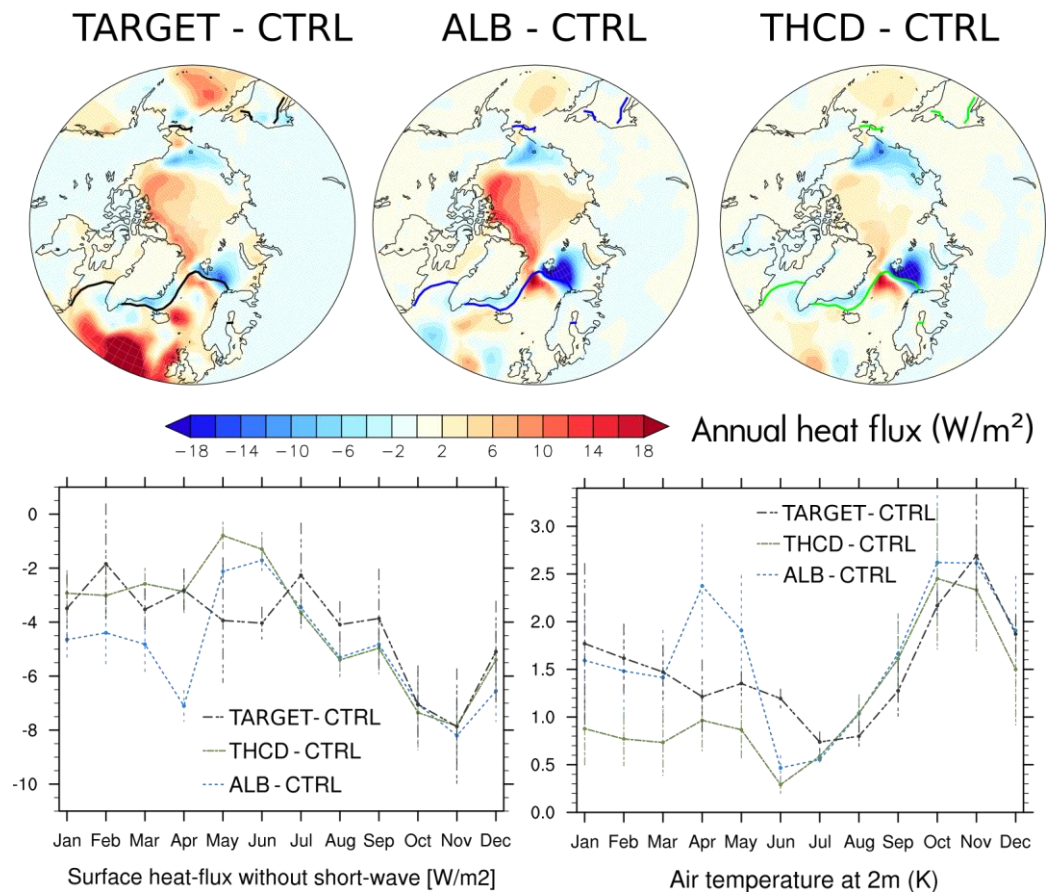 TARGET - CTRL ALB - CTRL THCD - CTRL
-18 -14 -10 -6 -2 2 6 10 14 18 Annual heat flux (W/m²)
Jan Feb Mar Apr May Jun Jul Aug Sep Oct Nov Dec
0
-2
-4
-6
-8
-10
TARGET- CTRL
THCD - CTRL
ALB - CTRL
Surface heat-flux without short-wave [W/m2]
3.0
2.5
2.0
1.5
1.0
0.5
0.0
TARGET- CTRL
THCD - CTRL
ALB - CTRL
Jan Feb Mar Apr May Jun Jul Aug Sep Oct Nov Dec
Air temperature at 2m (K)